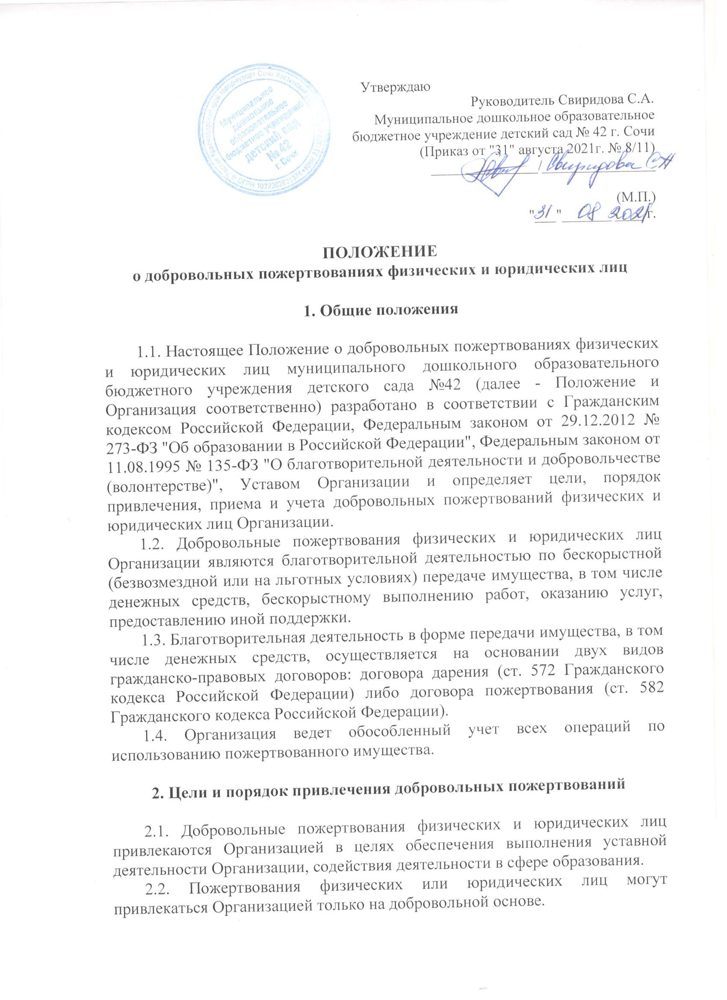 Утверждаю
Руководитель Свиридова С.А.
Муниципальное дошкольное образовательное
бюджетное учреждение детский сад № 42 г. Сочи
(Приказ от "31" августа 2021г. № 8/11)
/ Свиридова СА
(М.П.)
"31" 08 2021г.
Муниципальное
дошкольное
образовательное
бюджетное учреждение
детский сад
№ 42
г. Сочи
Краснодарский край город-курорт Сочи Хостинский
ОГРН 1022302831374 *ИНН
ПОЛОЖЕНИЕ
о добровольных пожертвованиях физических и юридических лиц
1. Общие положения
1.1. Настоящее Положение о добровольных пожертвованиях физических
и юридических лиц муниципального дошкольного образовательного
бюджетного учреждения детского сада №42 (далее - Положение и
Организация соответственно) разработано в соответствии с Гражданским
кодексом Российской Федерации, Федеральным законом от 29.12.2012 №
273-ФЗ "Об образовании в Российской Федерации", Федеральным законом от
11.08.1995 № 135-ФЗ "О благотворительной деятельности и добровольчестве
(волонтерстве)", Уставом Организации и определяет цели, порядок
привлечения, приема и учета добровольных пожертвований физических и
юридических лиц Организации.
1.2. Добровольные пожертвования физических и юридических лиц
Организации являются благотворительной деятельностью по бескорыстной
(безвозмездной или на льготных условиях) передаче имущества, в том числе
денежных средств, бескорыстному выполнению работ, оказанию услуг,
предоставлению иной поддержки.
1.3. Благотворительная деятельность в форме передачи имущества, в том
числе денежных средств, осуществляется на основании двух видов
гражданско-правовых договоров: договора дарения (ст. 572 Гражданского
кодекса Российской Федерации) либо договора пожертвования (ст. 582
Гражданского кодекса Российской Федерации).
1.4. Организация ведет обособленный учет всех операций по
использованию пожертвованного имущества.
2. Цели и порядок привлечения добровольных пожертвований
2.1. Добровольные пожертвования физических и юридических лиц
привлекаются Организацией в целях обеспечения выполнения уставной
деятельности Организации, содействия деятельности в сфере образования.
2.2. Пожертвования физических или юридических лиц могут
привлекаться Организацией только на добровольной основе.